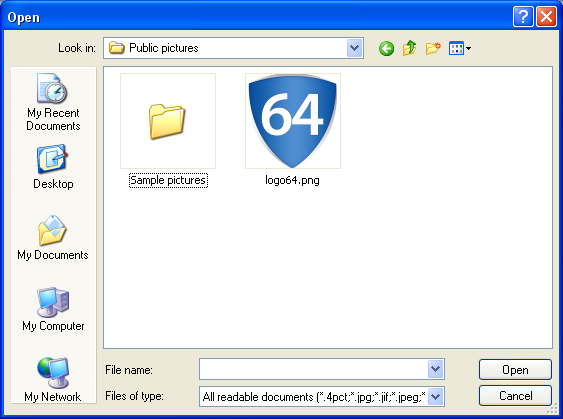 Open
Look in:
Public pictures
My Recent
Documents
Desktop
My Documents
My Computer
My Network
64
Sample pictures
logo64.png
File name:
Open
Files of type:
All readable documents (*.4pct;*.jpg;*.jif;*.jpeg;*
Cancel